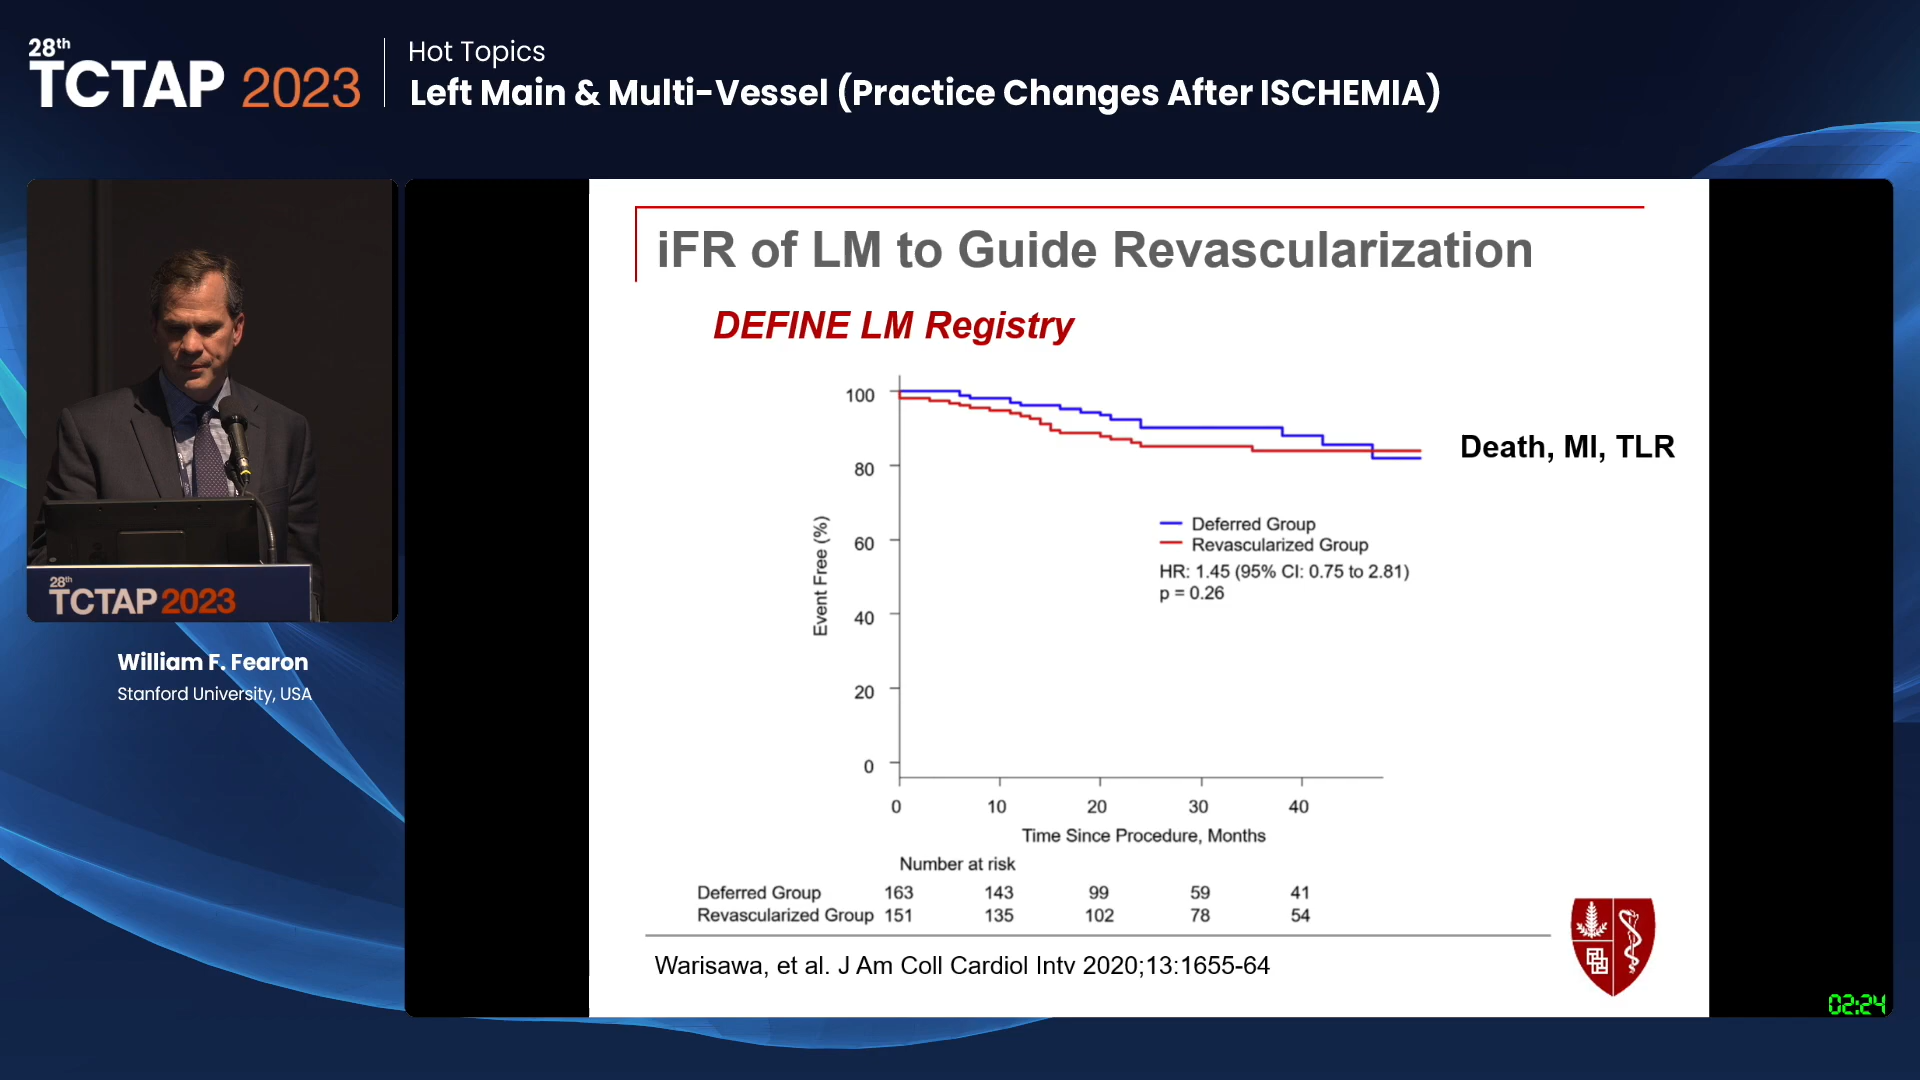 28th
TCTAP 2023
Hot Topics
Left Main & Multi-Vessel (Practice Changes After ISCHEMIA)
28th
TCTAP 2023
William F. Fearon
Stanford University, USA
iFR of LM to Guide Revascularization
DEFINE LM Registry
100
80
60
40
20
0
Event Free (%)
Death, MI, TLR
Deferred Group
Revascularized Group
HR: 1.45 (95% CI: 0.75 to 2.81)
p = 0.26
0 10 20 30 40
Time Since Procedure, Months
Number at risk
Deferred Group 163 143 99 59 41
Revascularized Group 151 135 102 78 54
Warisawa, et al. J Am Coll Cardiol Intv 2020;13:1655-64
02:24